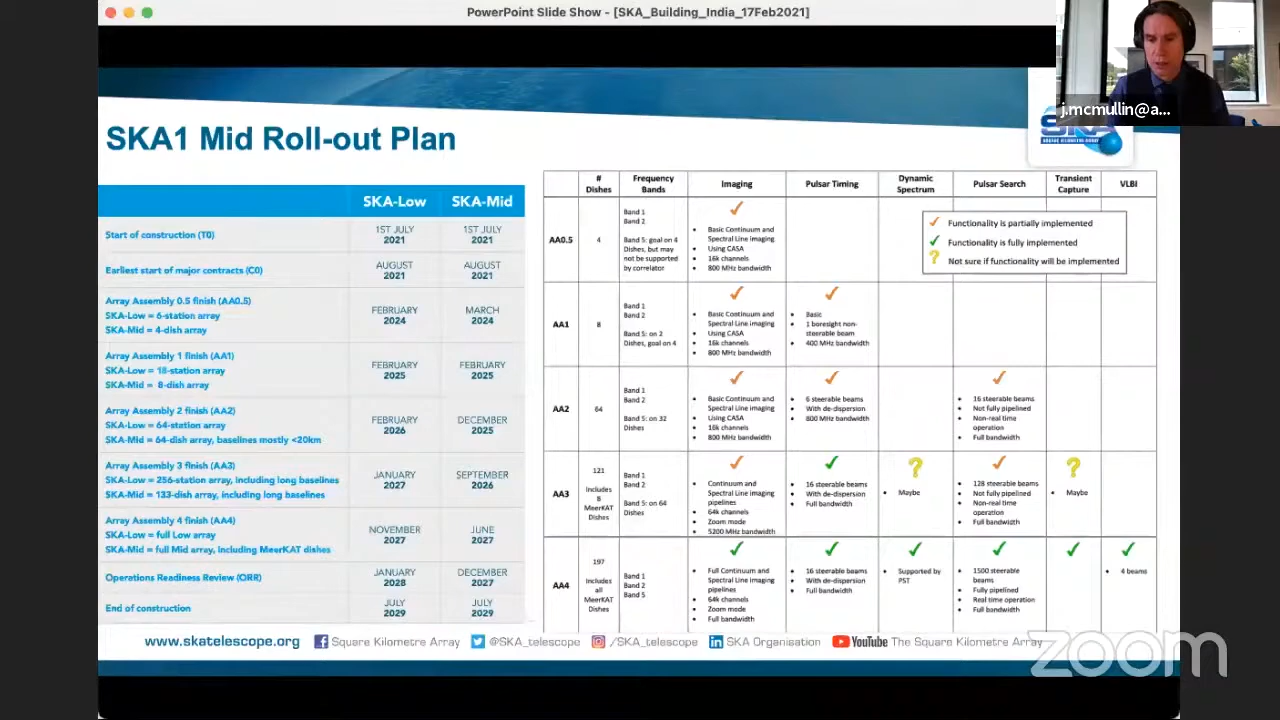 PowerPoint Slide Show - [SKA_Building_India_17Feb2021]
j.mcmullin@a...
SKA
SKA1 Mid Roll-out Plan
SKA-Low SKA-Mid
Start of construction (T0) 1ST JULY 2021 1ST JULY 2021
Earliest start of major contracts (C0) AUGUST 2021 AUGUST 2021
Array Assembly 0.5 finish (AA0.5)
SKA-Low = 6-station array
SKA-Mid = 4-dish array
FEBRUARY 2024 MARCH 2024
Array Assembly 1 finish (AA1)
SKA-Low = 18-station array
SKA-Mid = 8-dish array
FEBRUARY 2025 FEBRUARY 2025
Array Assembly 2 finish (AA2)
SKA-Low = 64-station array
SKA-Mid = 64-dish array, baselines mostly <20km
FEBRUARY 2026 DECEMBER 2025
Array Assembly 3 finish (AA3)
SKA-Low = 256-station array, including long baselines
SKA-Mid = 133-dish array, including long baselines
JANUARY 2027 SEPTEMBER 2026
Array Assembly 4 finish (AA4)
SKA-Low = full Low array
SKA-Mid = full Mid array, including MeerKAT dishes
NOVEMBER 2027 JUNE 2027
Operations Readiness Review (ORR) JANUARY 2028 DECEMBER 2027
End of construction JULY 2029 JULY 2029
# Dishes Frequency Bands Imaging Pulsar Timing Dynamic Spectrum Pulsar Search Transient Capture VLBI
✓ Functionality is partially implemented
✓ Functionality is fully implemented
? Not sure if functionality will be implemented
AA0.5
4
Band 1
Band 2
Band 5: goal on 4
Dishes, but may
not be supported
by correlator
✓
• Basic Continuum and
Spectral Line imaging
• Using CASA
• 16k channels
• 800 MHz bandwidth
AA1
8
Band 1
Band 2
Band 5: on 2
Dishes, goal on 4
✓
• Basic Continuum and
Spectral Line imaging
• Using CASA
• 16k channels
• 800 MHz bandwidth
✓
• Basic
• 1 boresight non-
steerable beam
• 400 MHz bandwidth
AA2
64
Band 1
Band 2
Band 5: on 32
Dishes
✓
• Basic Continuum and
Spectral Line imaging
• Using CASA
• 16k channels
• 800 MHz bandwidth
✓
• 6 steerable beams
• With de-dispersion
• 800 MHz bandwidth
✓
• 16 steerable beams
• Not fully pipelined
• Non-real time
operation
• Full bandwidth
AA3
121
Includes
8
MeerKAT
Dishes
Band 1
Band 2
Band 5: on 64
Dishes
✓
• Continuum and
Spectral Line imaging
pipelines
• 64k channels
• Zoom mode
• 5200 MHz bandwidth
✓
• 16 steerable beams
• With de-dispersion
• Full bandwidth
?
• Maybe
✓
• 128 steerable beams
• Not fully pipelined
• Non-real time
operation
• Full bandwidth
?
• Maybe
AA4
197
Includes
all
MeerKAT
Dishes
Band 1
Band 2
Band 5
✓
• Full Continuum and
Spectral Line imaging
pipelines
• 64k channels
• Zoom mode
• Full bandwidth
✓
• 16 steerable beams
• With de-dispersion
• Full bandwidth
✓
• Supported by
PST
✓
• 1500 steerable
beams
• Fully pipelined
• Real time operation
• Full bandwidth
✓
✓
• 4 beams
www.skatelescope.org Square Kilometre Array @SKA_telescope /SKA_telescope SKA Organisation YouTube The Square Kilometre Array
zoom